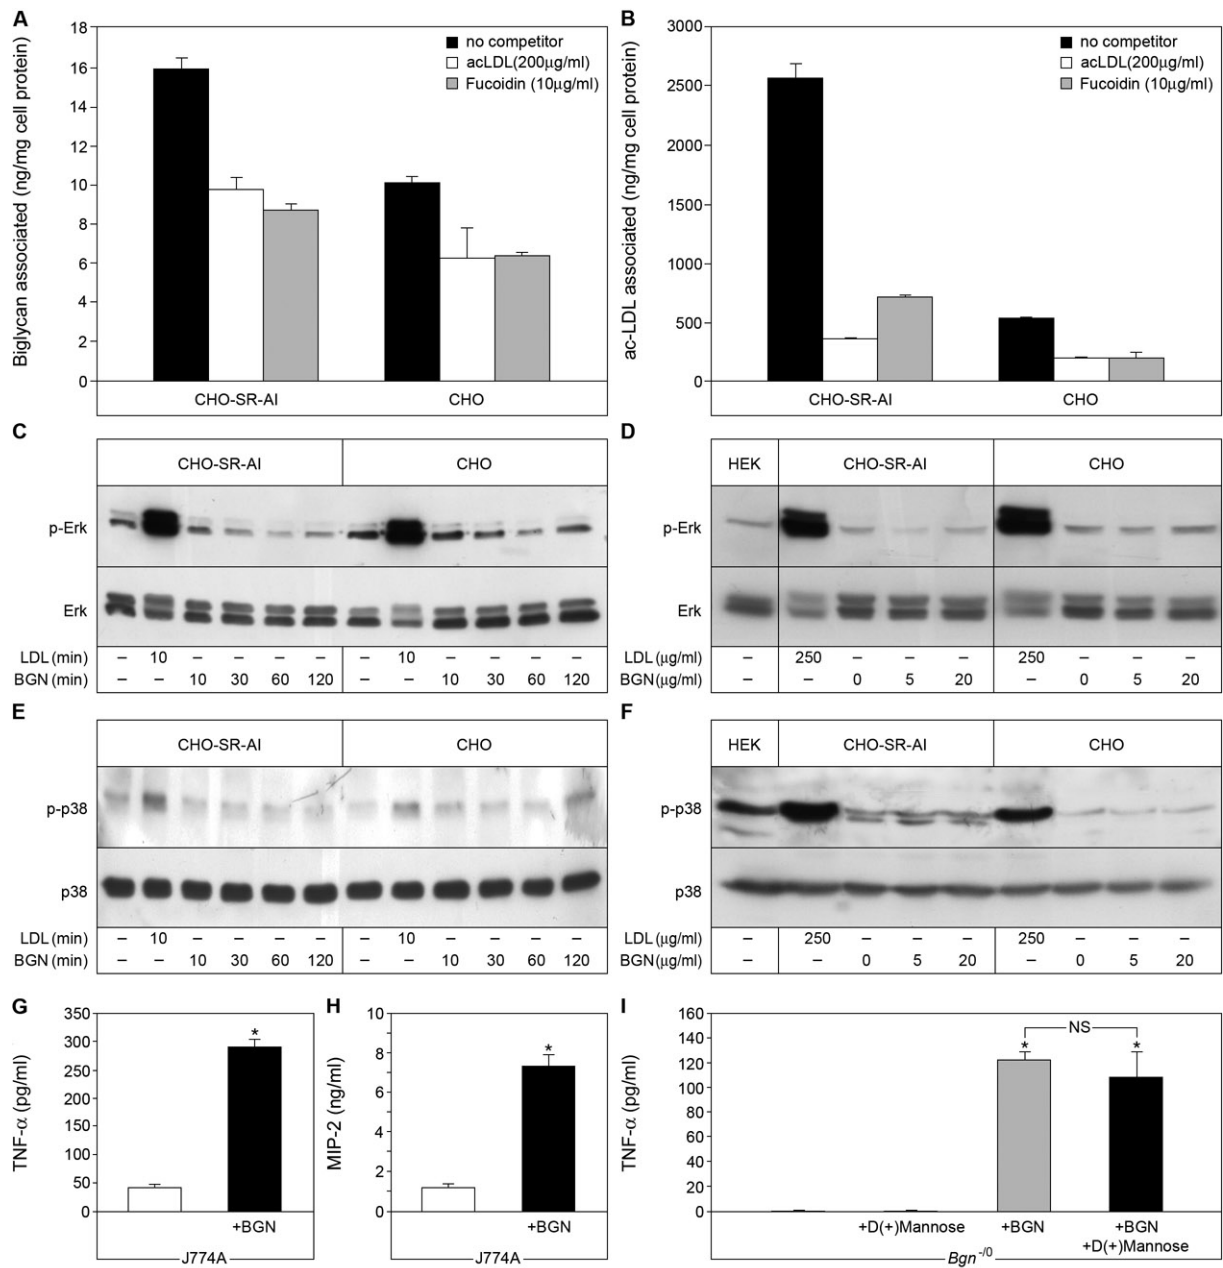 A
18
16
14
12
10
8
6
4
2
0
Biglycan associated (ng/mg cell protein)
no competitor
acLDL(200μg/ml)
Fucoidin (10μg/ml)
CHO-SR-AI CHO
B
3000
2500
2000
1500
1000
500
0
ac-LDL associated (ng/mg cell protein)
no competitor
acLDL(200μg/ml)
Fucoidin (10μg/ml)
CHO-SR-AI CHO
C
CHO-SR-AI CHO
p-Erk
Erk
LDL (min) – 10 – – – – – 10 – – – –
BGN (min) – – 10 30 60 120 – – 10 30 60 120
D
HEK CHO-SR-AI CHO
p-Erk
Erk
LDL (μg/ml) – 250 – – – 250 – – –
BGN (μg/ml) – – 0 5 20 – 0 5 20
E
CHO-SR-AI CHO
p-p38
p38
LDL (min) – 10 – – – – – 10 – – – –
BGN (min) – – 10 30 60 120 – – 10 30 60 120
F
HEK CHO-SR-AI CHO
p-p38
p38
LDL (μg/ml) – 250 – – – 250 – – –
BGN (μg/ml) – – 0 5 20 – 0 5 20
G
350
300
250
200
150
100
50
0
TNF-α (pg/ml)
*
+BGN
J774A
H
10
8
6
4
2
0
MIP-2 (ng/ml)
*
+BGN
J774A
I
160
140
120
100
80
60
40
20
0
TNF-α (pg/ml)
NS
* *
+D(+)Mannose +BGN +BGN
+D(+)Mannose
Bgn-/0